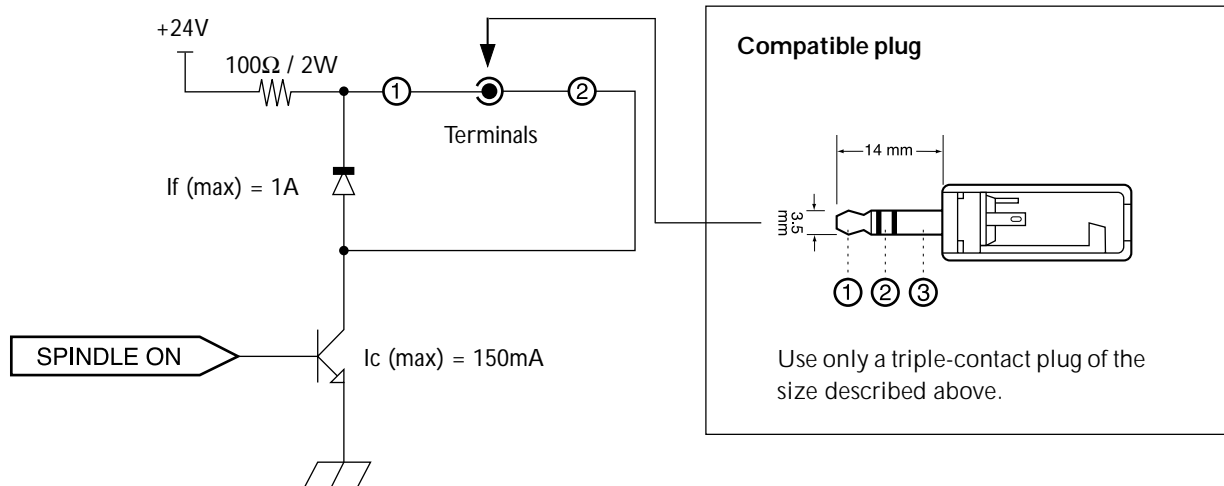 +24V
100Ω / 2W
①
②
Terminals
If (max) = 1A
SPINDLE ON
Ic (max) = 150mA
Compatible plug
14 mm
3.5
mm
①
②
③
Use only a triple-contact plug of the
size described above.